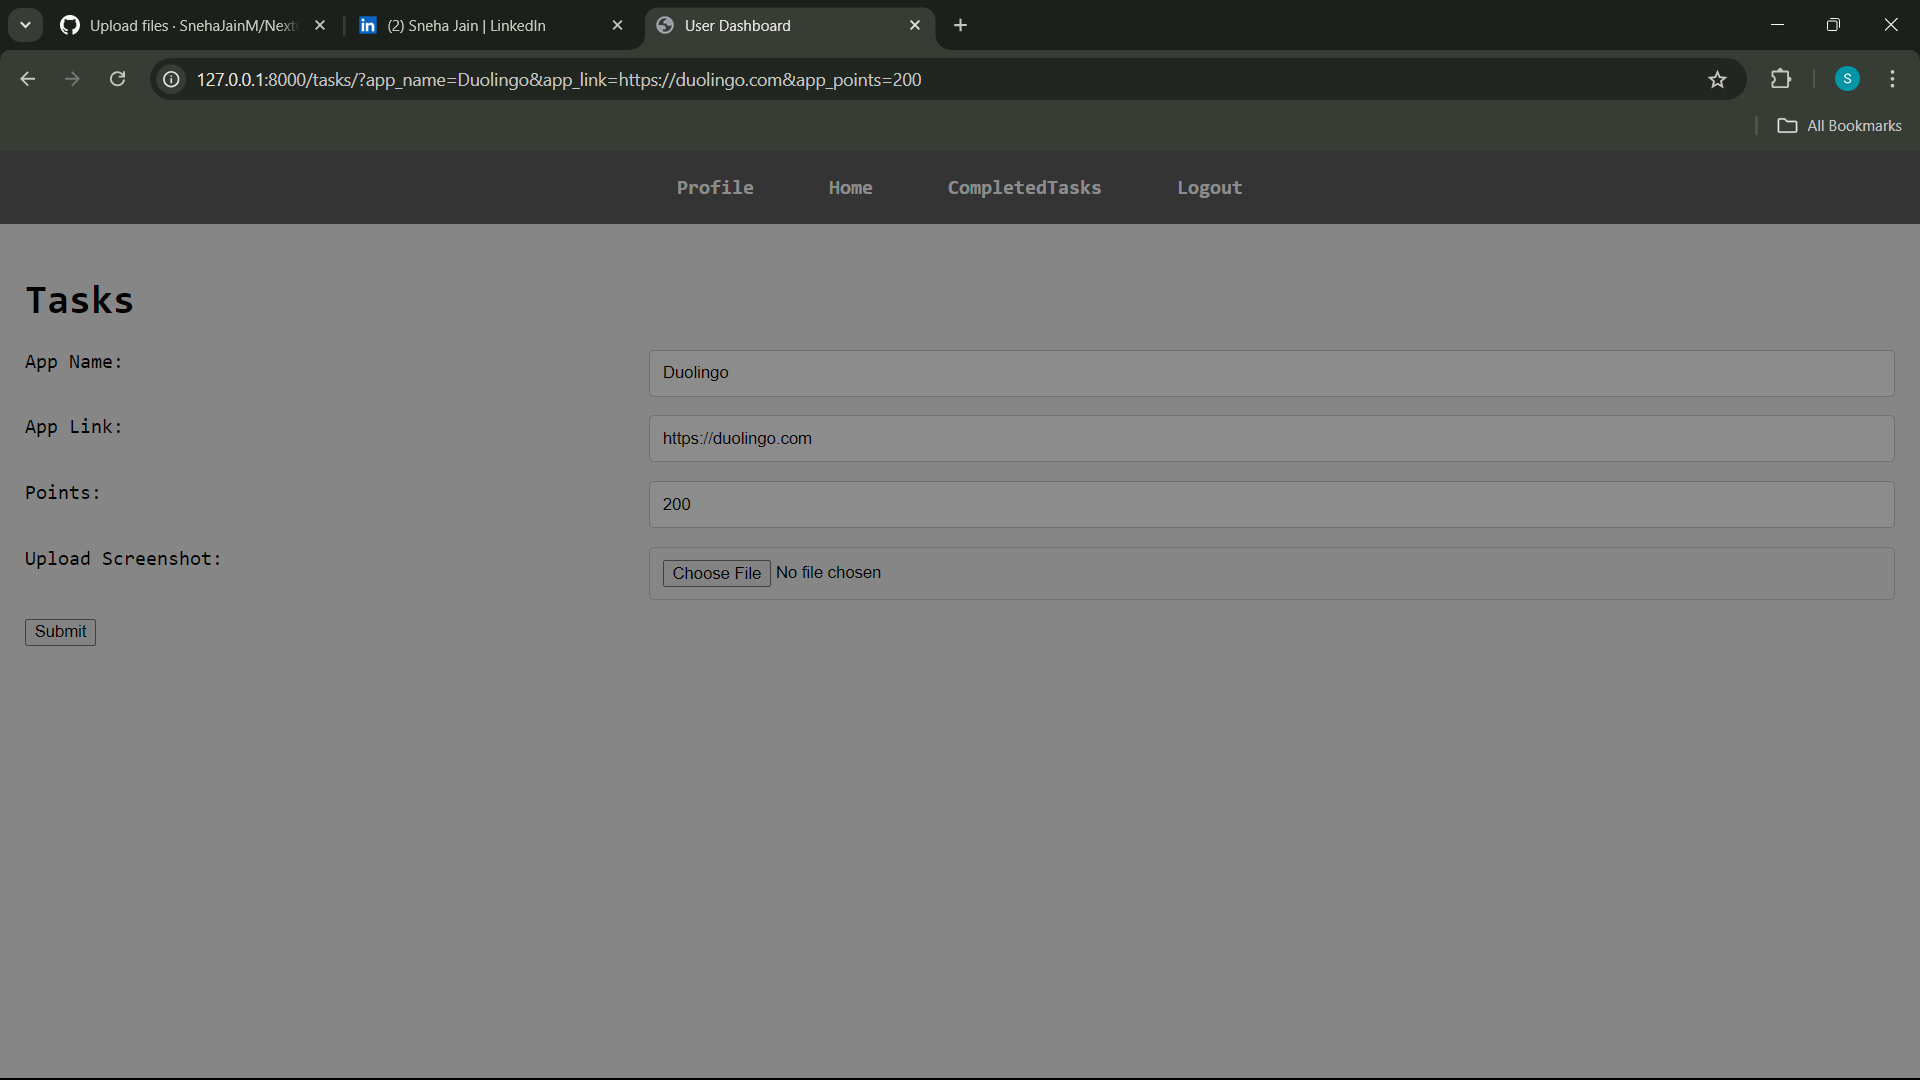 Upload files · SnehaJainM/Next
(2) Sneha Jain | LinkedIn
User Dashboard
127.0.0.1:8000/tasks/?app_name=Duolingo&app_link=https://duolingo.com&app_points=200
S
All Bookmarks
Profile Home CompletedTasks Logout
Tasks
App Name: Duolingo
App Link: https://duolingo.com
Points: 200
Upload Screenshot: Choose File No file chosen
Submit